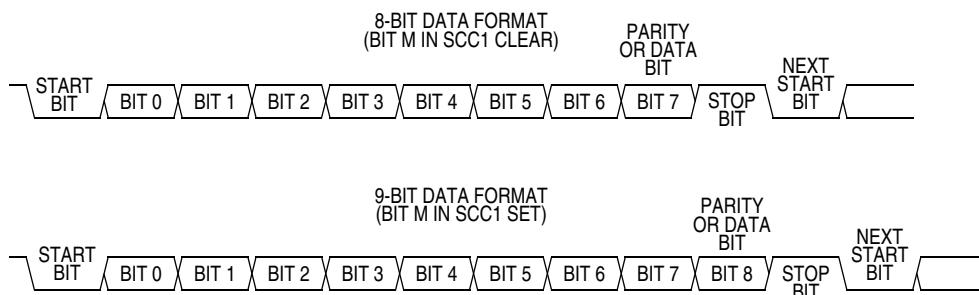 8-BIT DATA FORMAT
(BIT M IN SCC1 CLEAR)
PARITY
OR DATA
BIT
START
BIT
BIT 0
BIT 1
BIT 2
BIT 3
BIT 4
BIT 5
BIT 6
BIT 7
STOP
BIT
NEXT
START
BIT
9-BIT DATA FORMAT
(BIT M IN SCC1 SET)
PARITY
OR DATA
BIT
START
BIT
BIT 0
BIT 1
BIT 2
BIT 3
BIT 4
BIT 5
BIT 6
BIT 7
BIT 8
STOP
BIT
NEXT
START
BIT